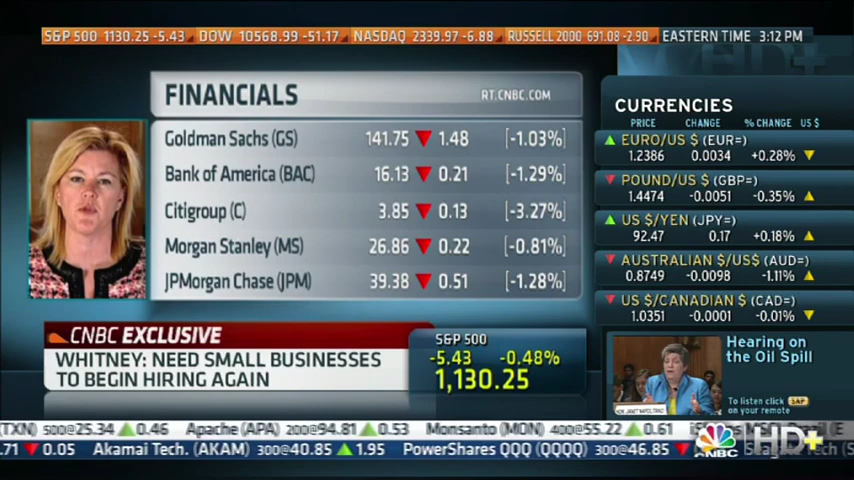 S&P 500 1130.25 -5.43 DOW 10568.99 -51.17 NASDAQ 2339.97 -6.88 RUSSELL 2000 691.08 -2.90 EASTERN TIME 3:12 PM
HD+
FINANCIALS RT.CNBC.COM
Goldman Sachs (GS) 141.75 ▼ 1.48 [-1.03%]
Bank of America (BAC) 16.13 ▼ 0.21 [-1.29%]
Citigroup (C) 3.85 ▼ 0.13 [-3.27%]
Morgan Stanley (MS) 26.86 ▼ 0.22 [-0.81%]
JPMorgan Chase (JPM) 39.38 ▼ 0.51 [-1.28%]
CURRENCIES
PRICE CHANGE % CHANGE US $
▲ EURO/US $ (EUR=)
1.2386 0.0034 +0.28% ▼
▼ POUND/US $ (GBP=)
1.4474 -0.0051 -0.35% ▲
▲ US $/YEN (JPY=)
92.47 0.17 +0.18% ▲
▼ AUSTRALIAN $/US$ (AUD=)
0.8749 -0.0098 -1.11% ▲
▼ US $/CANADIAN $ (CAD=)
1.0351 -0.0001 -0.01% ▼
CNBC EXCLUSIVE
WHITNEY: NEED SMALL BUSINESSES
TO BEGIN HIRING AGAIN
S&P 500
-5.43 -0.48%
1,130.25
Hearing on
the Oil Spill
To listen click SAP
on your remote
HON. JANET NAPOLITANO
(TXN) 500@25.34 ▲ 0.46 Apache (APA) 200@94.81 ▲ 0.53 Monsanto (MON) 400@55.22 ▲ 0.61
.71 ▼ 0.05 Akamai Tech. (AKAM) 300@40.85 ▲ 1.95 PowerShares QQQ (QQQQ) 300@46.85 ▼
CNBC HD+